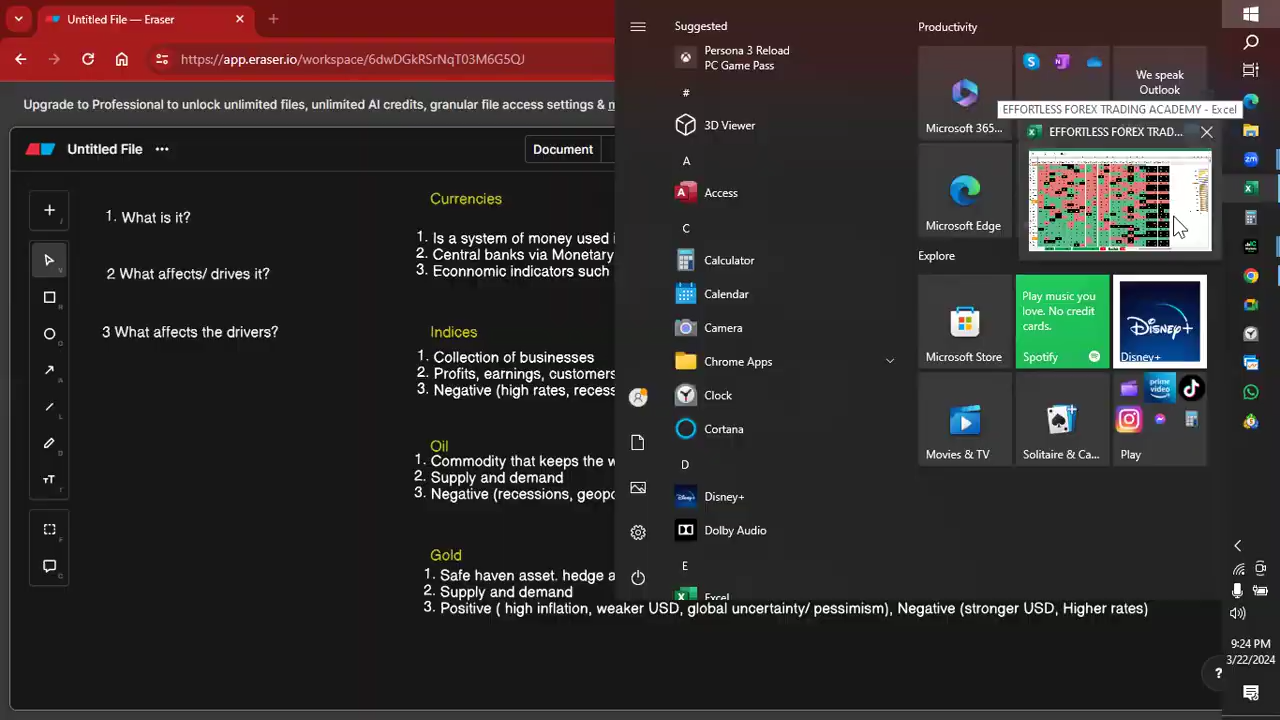 Untitled File — Eraser
https://app.eraser.io/workspace/6dwDGkRSrNqT03M6G5QJ
Upgrade to Professional to unlock unlimited files, unlimited AI credits, granular file access settings &
Untitled File
Document
1. What is it?
2 What affects/ drives it?
3 What affects the drivers?
Currencies
1. Is a system of money used
2. Central banks via Monetary
3. Econnomic indicators such
Indices
1. Collection of businesses
2. Profits, earnings, customers
3. Negative (high rates,
Oil
1. Commodity that keeps the
2. Supply and demand
3. Negative (recessions,
Gold
1. Safe haven asset. hedge
2. Supply and demand
3. Positive ( high inflation, weaker USD, global uncertainty/ pessimism), Negative (stronger USD, Higher rates)
Suggested
Persona 3 Reload
PC Game Pass
#
3D Viewer
A
Access
C
Calculator
Calendar
Camera
Chrome Apps
Clock
Cortana
D
Disney+
Dolby Audio
E
Excel
Productivity
Microsoft 365...
We speak
Outlook
EFFORTLESS FOREX TRADING ACADEMY - Excel
EFFORTLESS FOREX TRAD...
Microsoft Edge
Explore
Microsoft Store
Play music you
love. No credit
cards.
Spotify
Disney+
Disney+
Movies & TV
Solitaire & Ca...
prime
video
Play
zm
9:24 PM
3/22/2024
?